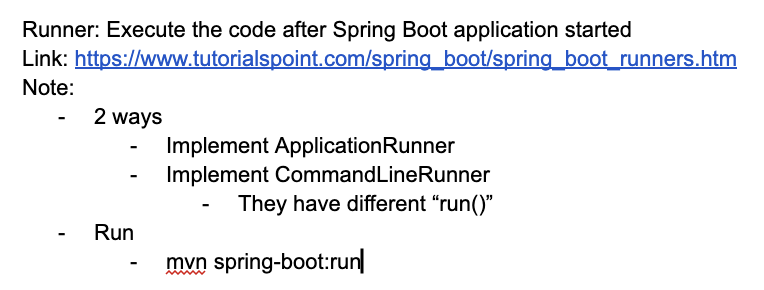 Runner: Execute the code after Spring Boot application started
Link: https://www.tutorialspoint.com/spring_boot/spring_boot_runners.htm
Note:
- 2 ways
- Implement ApplicationRunner
- Implement CommandLineRunner
- They have different “run()”
- Run
- mvn spring-boot:run